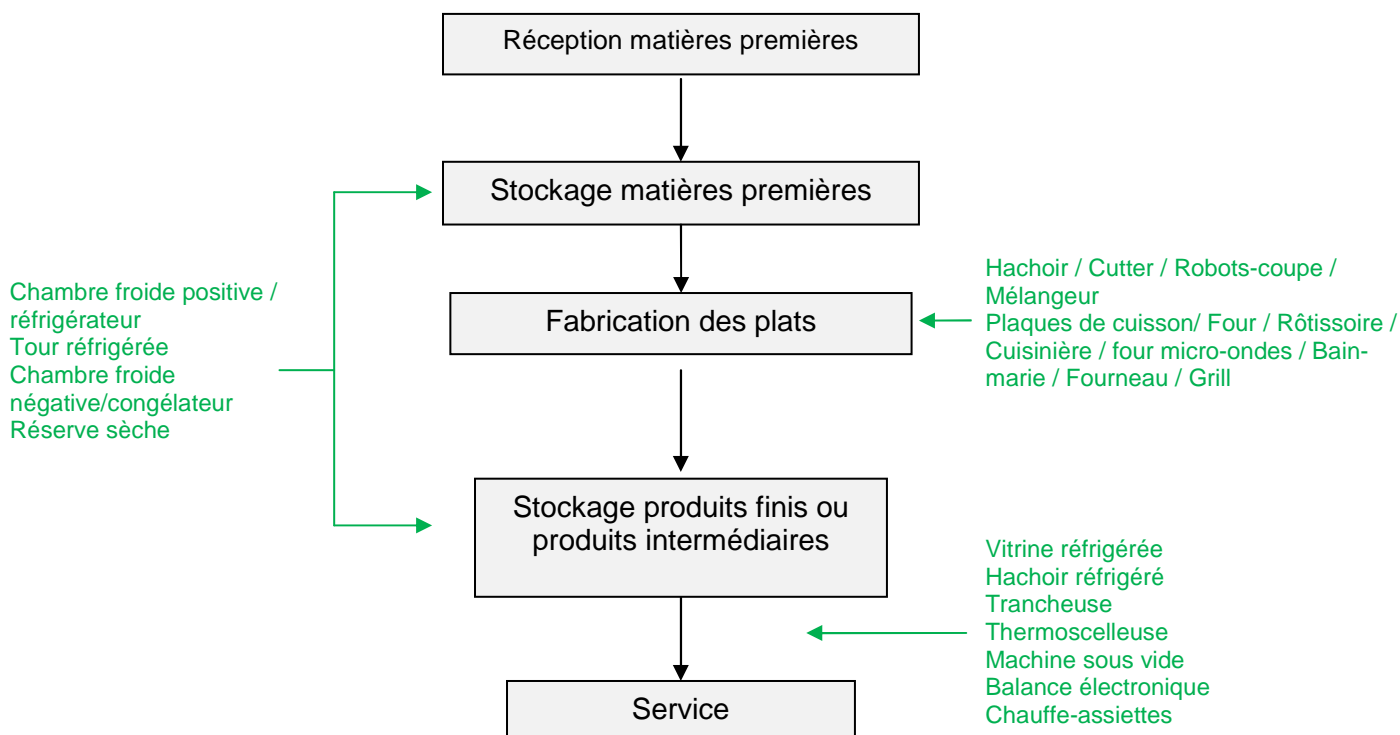 Réception matières premières
Stockage matières premières
Chambre froide positive /
réfrigérateur
Tour réfrigérée
Chambre froide
négative/congélateur
Réserve sèche
Fabrication des plats
Hachoir / Cutter / Robots-coupe /
Mélangeur
Plaques de cuisson/ Four / Rôtissoire /
Cuisinière / four micro-ondes / Bain-
marie / Fourneau / Grill
Stockage produits finis ou
produits intermédiaires
Vitrine réfrigérée
Hachoir réfrigéré
Trancheuse
Thermoscelleuse
Machine sous vide
Balance électronique
Chauffe-assiettes
Service